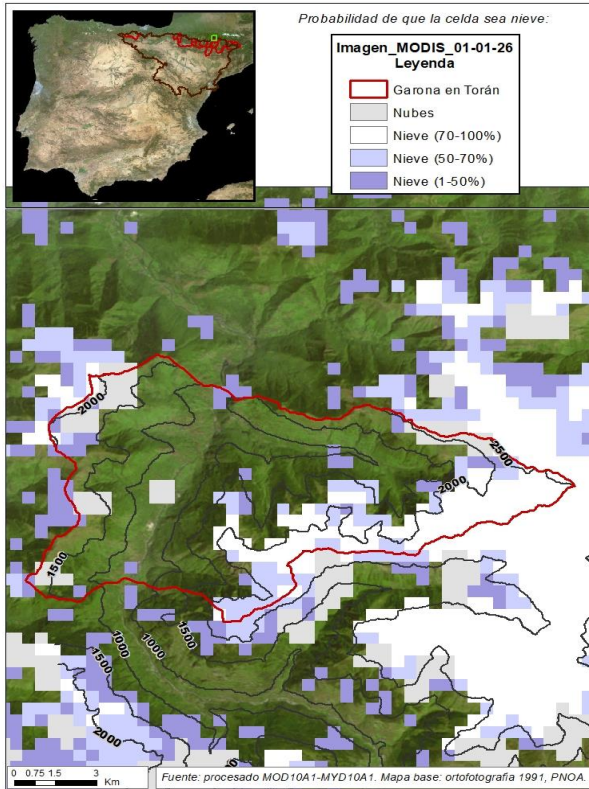 Probabilidad de que la celda sea nieve:
Imagen_MODIS_01-01-26
Leyenda
Garona en Torán
Nubes
Nieve (70-100%)
Nieve (50-70%)
Nieve (1-50%)
2000
2500
2000
1500
1000
1000
1500
1500
2000
0 0.75 1.5 3
Km
Fuente: procesado MOD10A1-MYD10A1. Mapa base: ortofotografia 1991, PNOA.